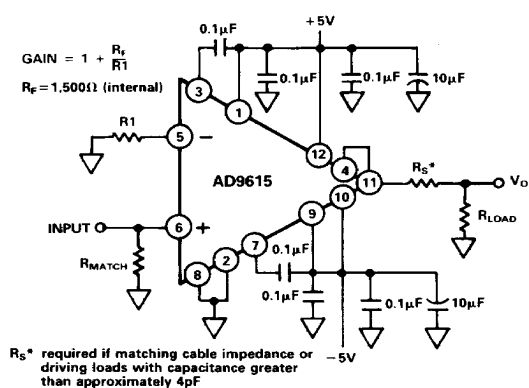 GAIN = 1 + RF/R1
RF = 1,500Ω (internal)
0.1μF
+5V
0.1μF
0.1μF
10μF
3
1
R1
5
−
12
4
AD9615
11
RS*
VO
10
INPUT
6
+
9
RLOAD
RMATCH
7
0.1μF
2
8
0.1μF
0.1μF
10μF
−5V
RS* required if matching cable impedance or
driving loads with capacitance greater
than approximately 4pF